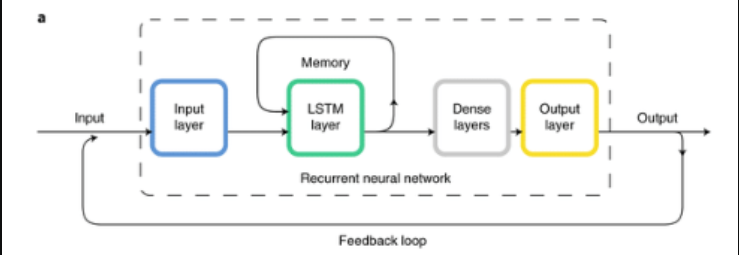 a
Memory
Input
Input
layer
LSTM
layer
Dense
layers
Output
layer
Output
Recurrent neural network
Feedback loop